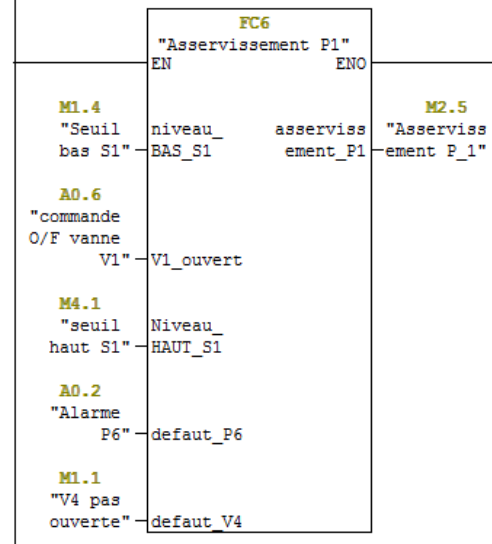 FC6
"Asservissement P1"
EN ENO
M1.4
"Seuil
bas S1"
niveau_
BAS_S1
asserviss
ement_P1
M2.5
"Asserviss
ement P_1"
A0.6
"commande
O/F vanne
V1"
V1_ouvert
M4.1
"seuil
haut S1"
Niveau_
HAUT_S1
A0.2
"Alarme
P6"
defaut_P6
M1.1
"V4 pas
ouverte"
defaut_V4